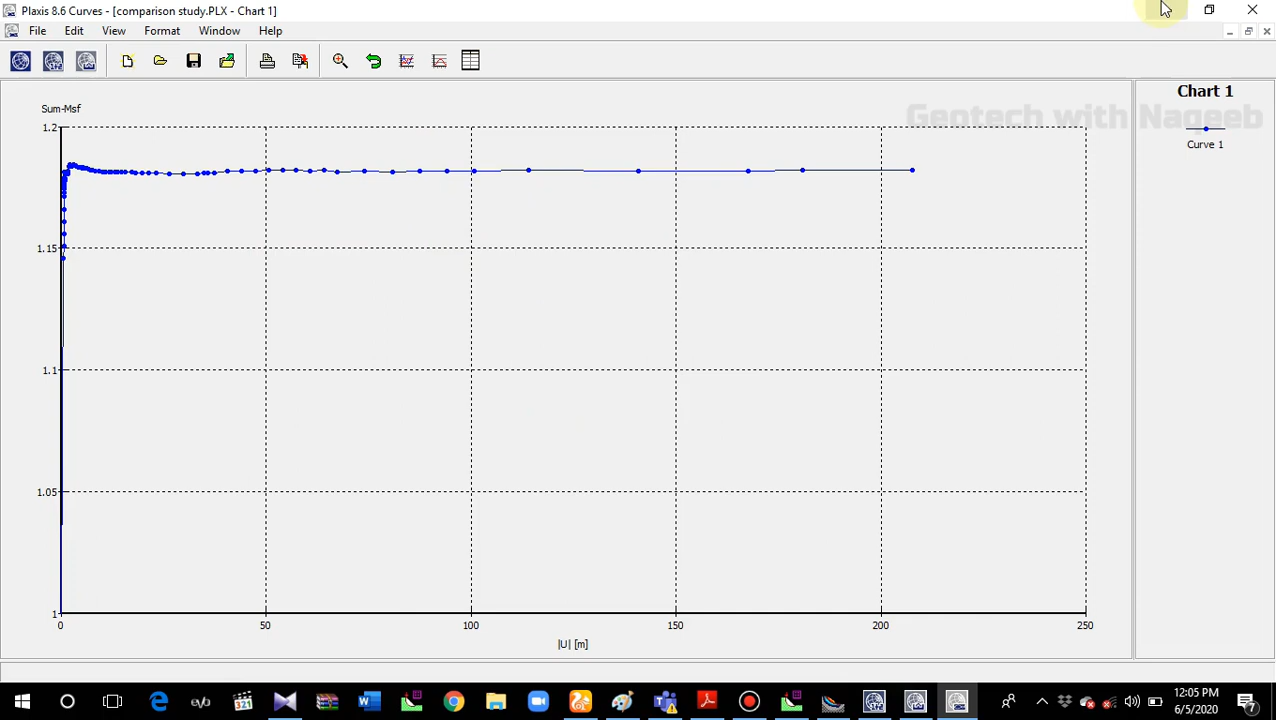 Plaxis 8.6 Curves - [comparison study.PLX - Chart 1]
File Edit View Format Window Help
Chart 1
Geotech with Naqeeb
Curve 1
Sum-Msf
1.2
1.15
1.1
1.05
1
0 50 100 150 200 250
|U| [m]
12:05 PM
6/5/2020